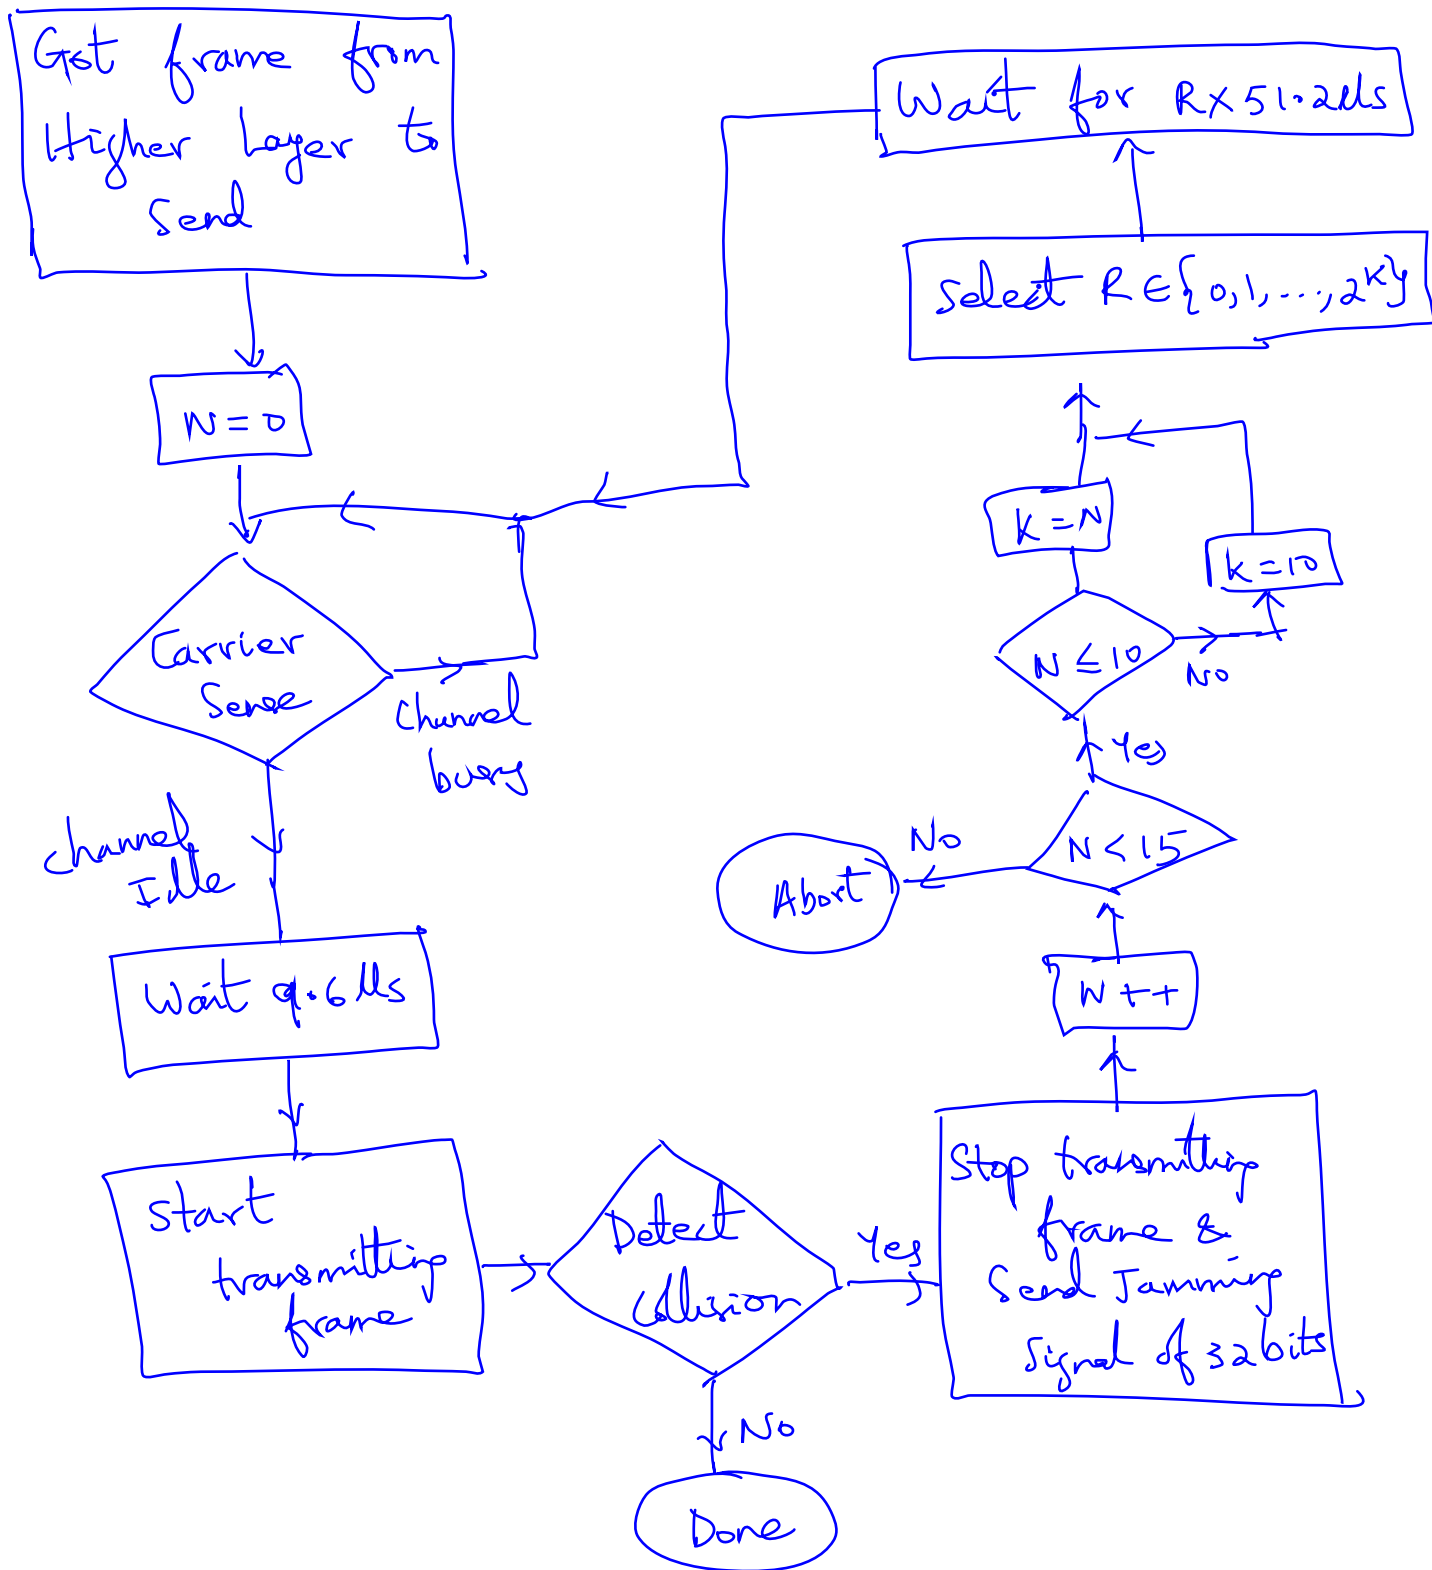 Get frame from
Higher Layer to
Send
N = 0
Carrier
Sense
Channel
busy
Channel
Idle
Wait 9.6 Ms
Start
transmitting
frame
Detect
Collision
No
Done
Yes
Stop transmitting
frame &
Send Jamming
Signal of 32 bits
N ++
N < 15
No
Abort
Yes
N ≤ 10
No
K = 10
K = N
Select R ∈ {0, 1, ..., 2^K}
Wait for R X 51.2 Ms